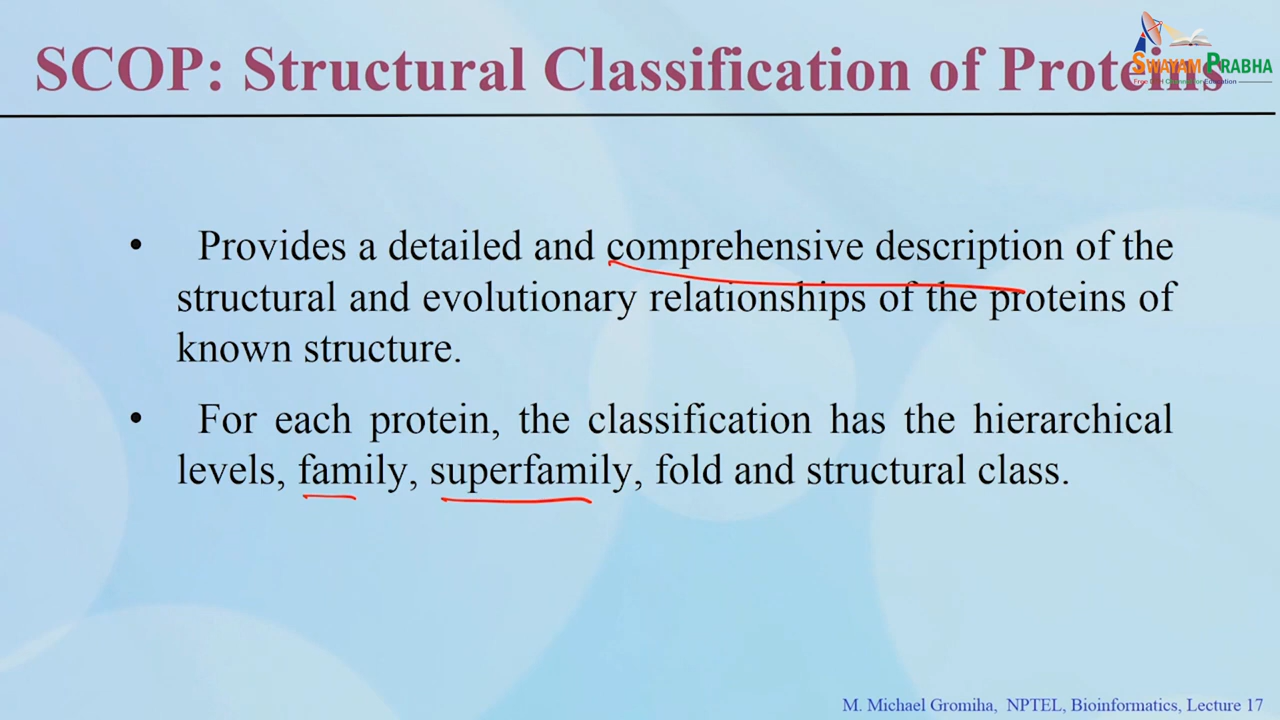 SCOP: Structural Classification of Proteins
SWAYAM PRABHA
• Provides a detailed and comprehensive description of the
structural and evolutionary relationships of the proteins of
known structure.
• For each protein, the classification has the hierarchical
levels, family, superfamily, fold and structural class.
M. Michael Gromiha, NPTEL, Bioinformatics, Lecture 17